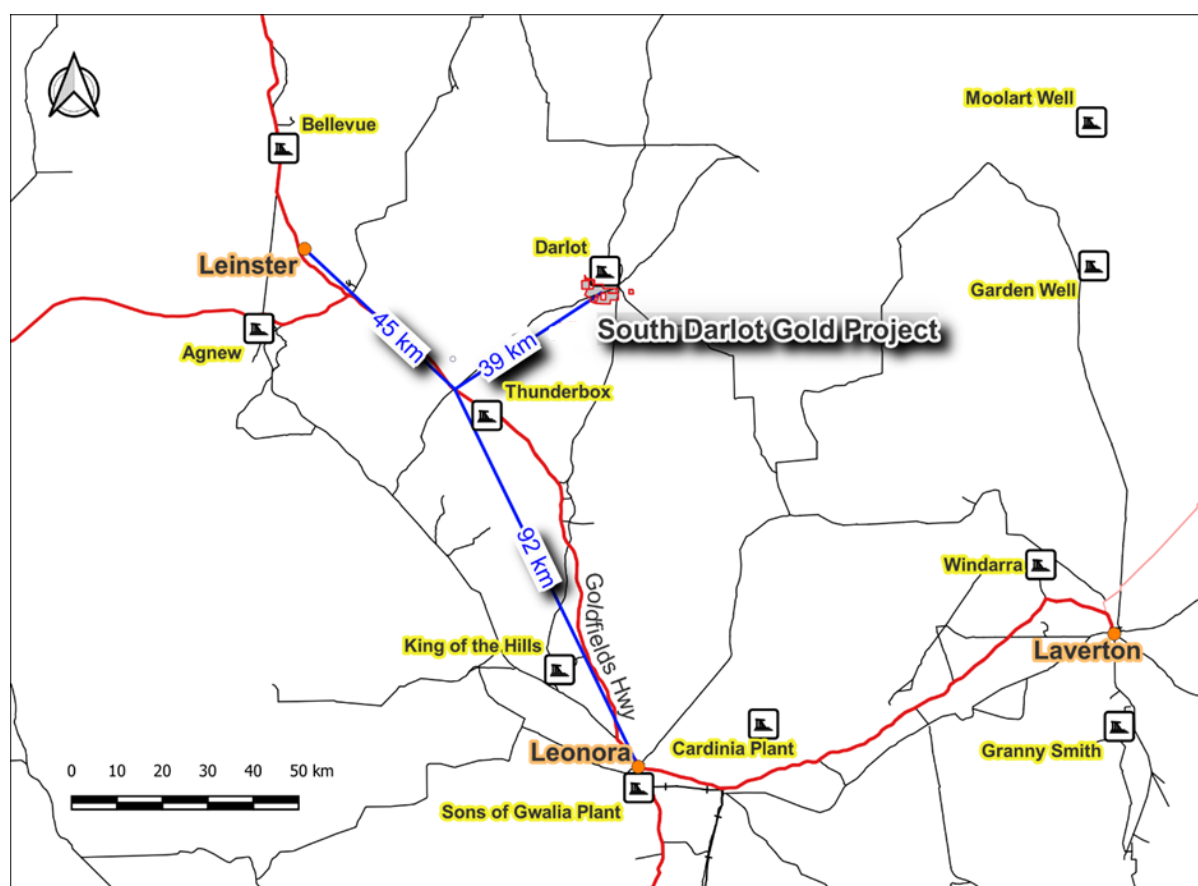 Moolart Well
Bellevue
Leinster
Darlot
Garden Well
South Darlot Gold Project
45 km
39 km
Agnew
Thunderbox
92 km
Windarra
Goldfields Hwy
King of the Hills
Laverton
Leonora
Cardinia Plant
Granny Smith
0 10 20 30 40 50 km
Sons of Gwalia Plant